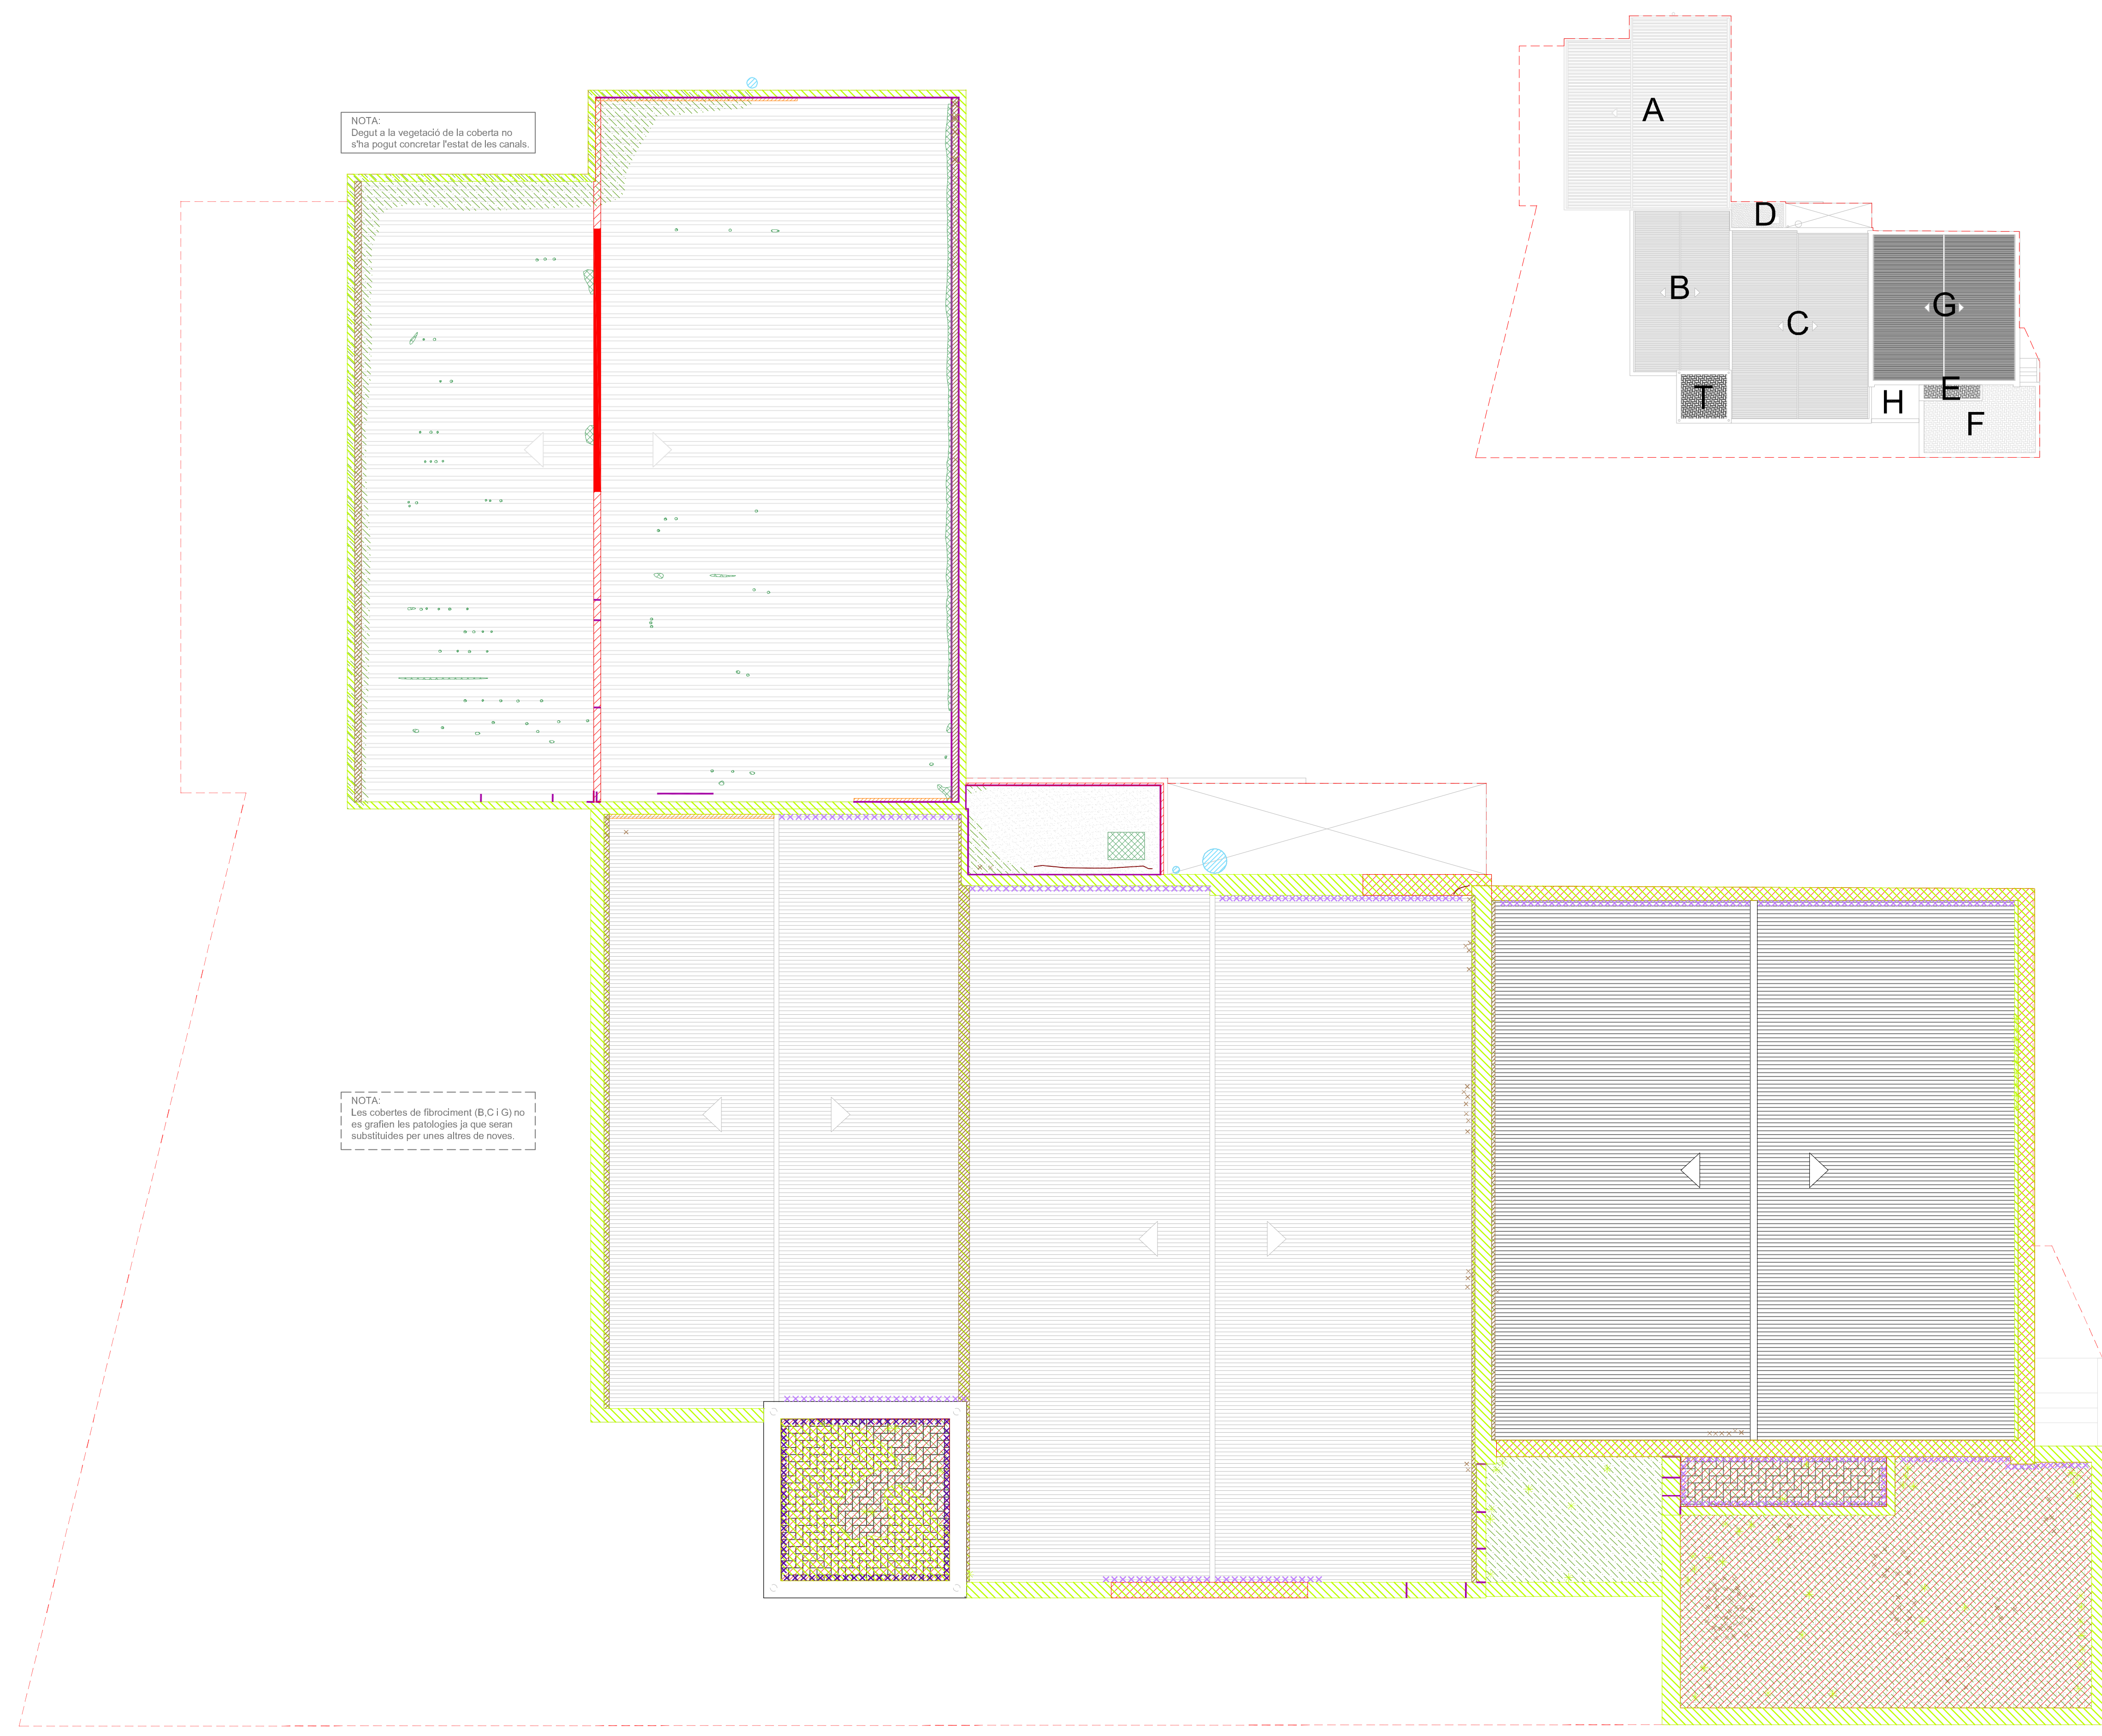 NOTA:
Degut a la vegetació de la coberta no
s'ha pogut concretar l'estat de les canals.
A
D
B
G
C
T
E
H
F
NOTA:
Les cobertes de fibrociment (B,C i G) no
es grafien les patologies ja que seran
substituides per unes altres de noves.